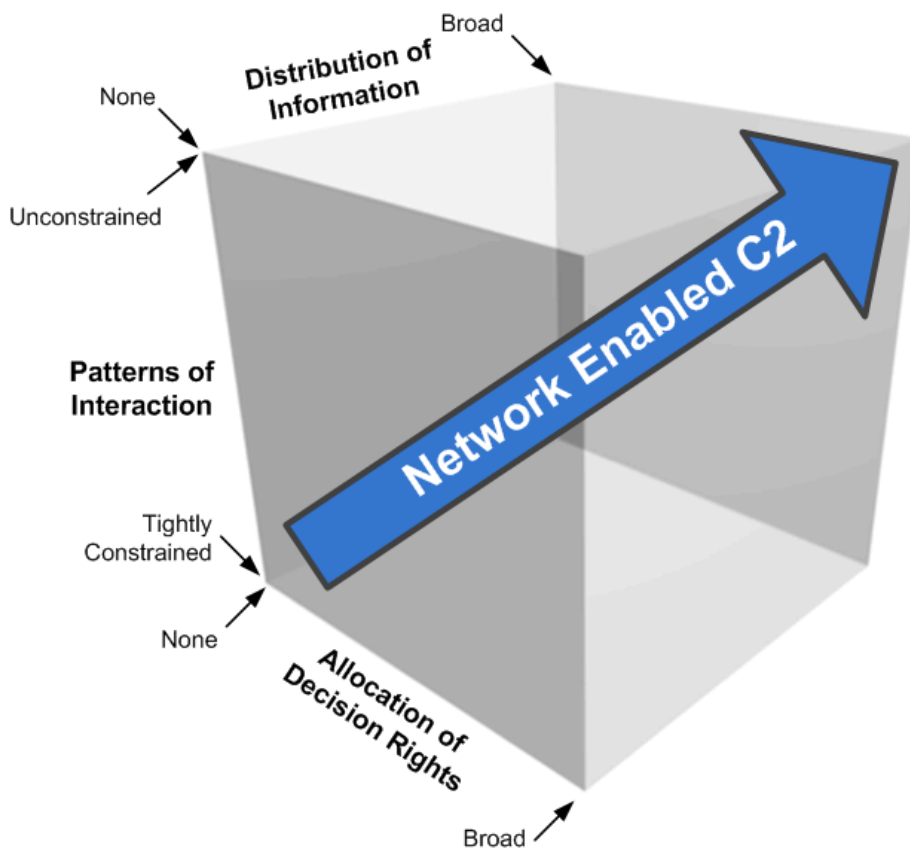 Broad
Distribution of
Information
None
Unconstrained
Network Enabled C2
Patterns of
Interaction
Tightly
Constrained
None
Allocation of
Decision Rights
Broad